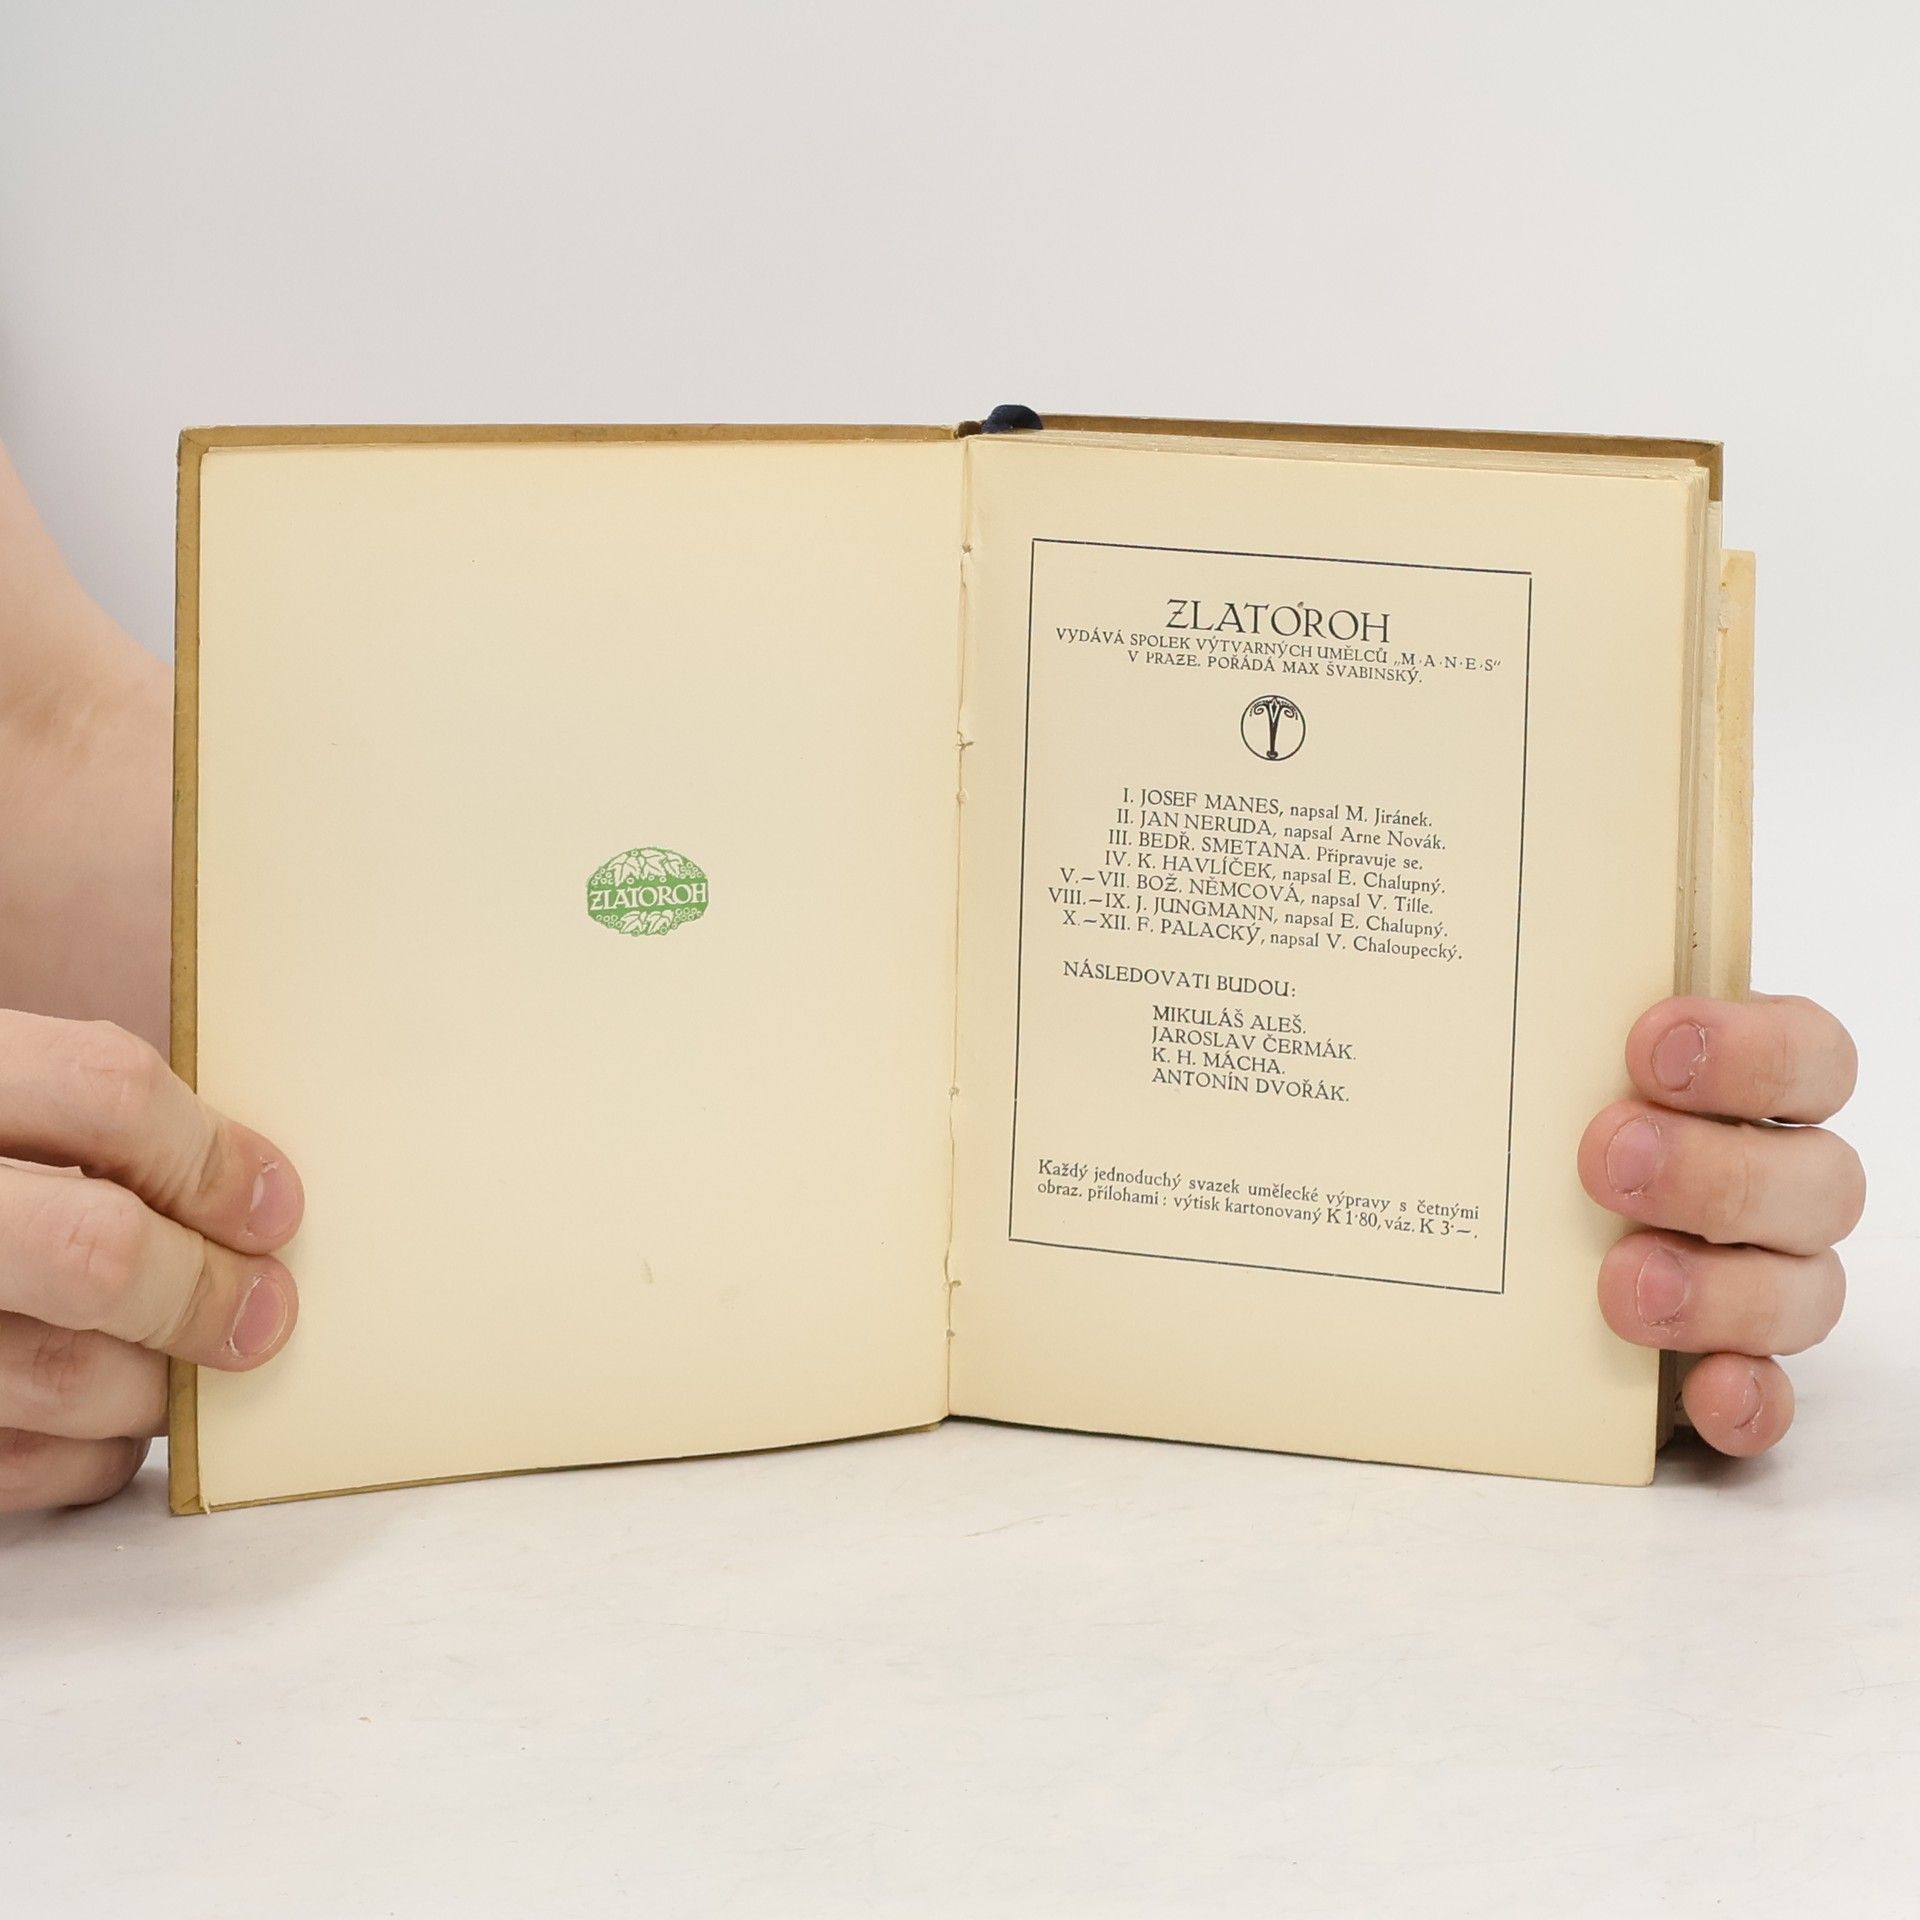 ZLATOROH
ZLATOROH
VYDÁVÁ SPOLEK VÝTVARNÝCH UMĚLCŮ „M·A·N·E·S“
V PRAZE. POŘÁDÁ MAX ŠVABINSKÝ.
I. JOSEF MANES, napsal M. Jiránek.
II. JAN NERUDA, napsal Arne Novák.
III. BEDŘ. SMETANA. Připravuje se.
IV. K. HAVLÍČEK, napsal E. Chalupný.
V.–VII. BOŽ. NĚMCOVÁ, napsal V. Tille.
VIII.–IX. J. JUNGMANN, napsal E. Chalupný.
X.–XII. F. PALACKÝ, napsal V. Chaloupecký.
NÁSLEDOVATI BUDOU:
MIKULÁŠ ALEŠ.
JAROSLAV ČERMÁK.
K. H. MÁCHA.
ANTONÍN DVOŘÁK.
Každý jednoduchý svazek umělecké výpravy s četnými
obraz. přílohami : výtisk kartonovaný K 1·80, váz. K 3·–.